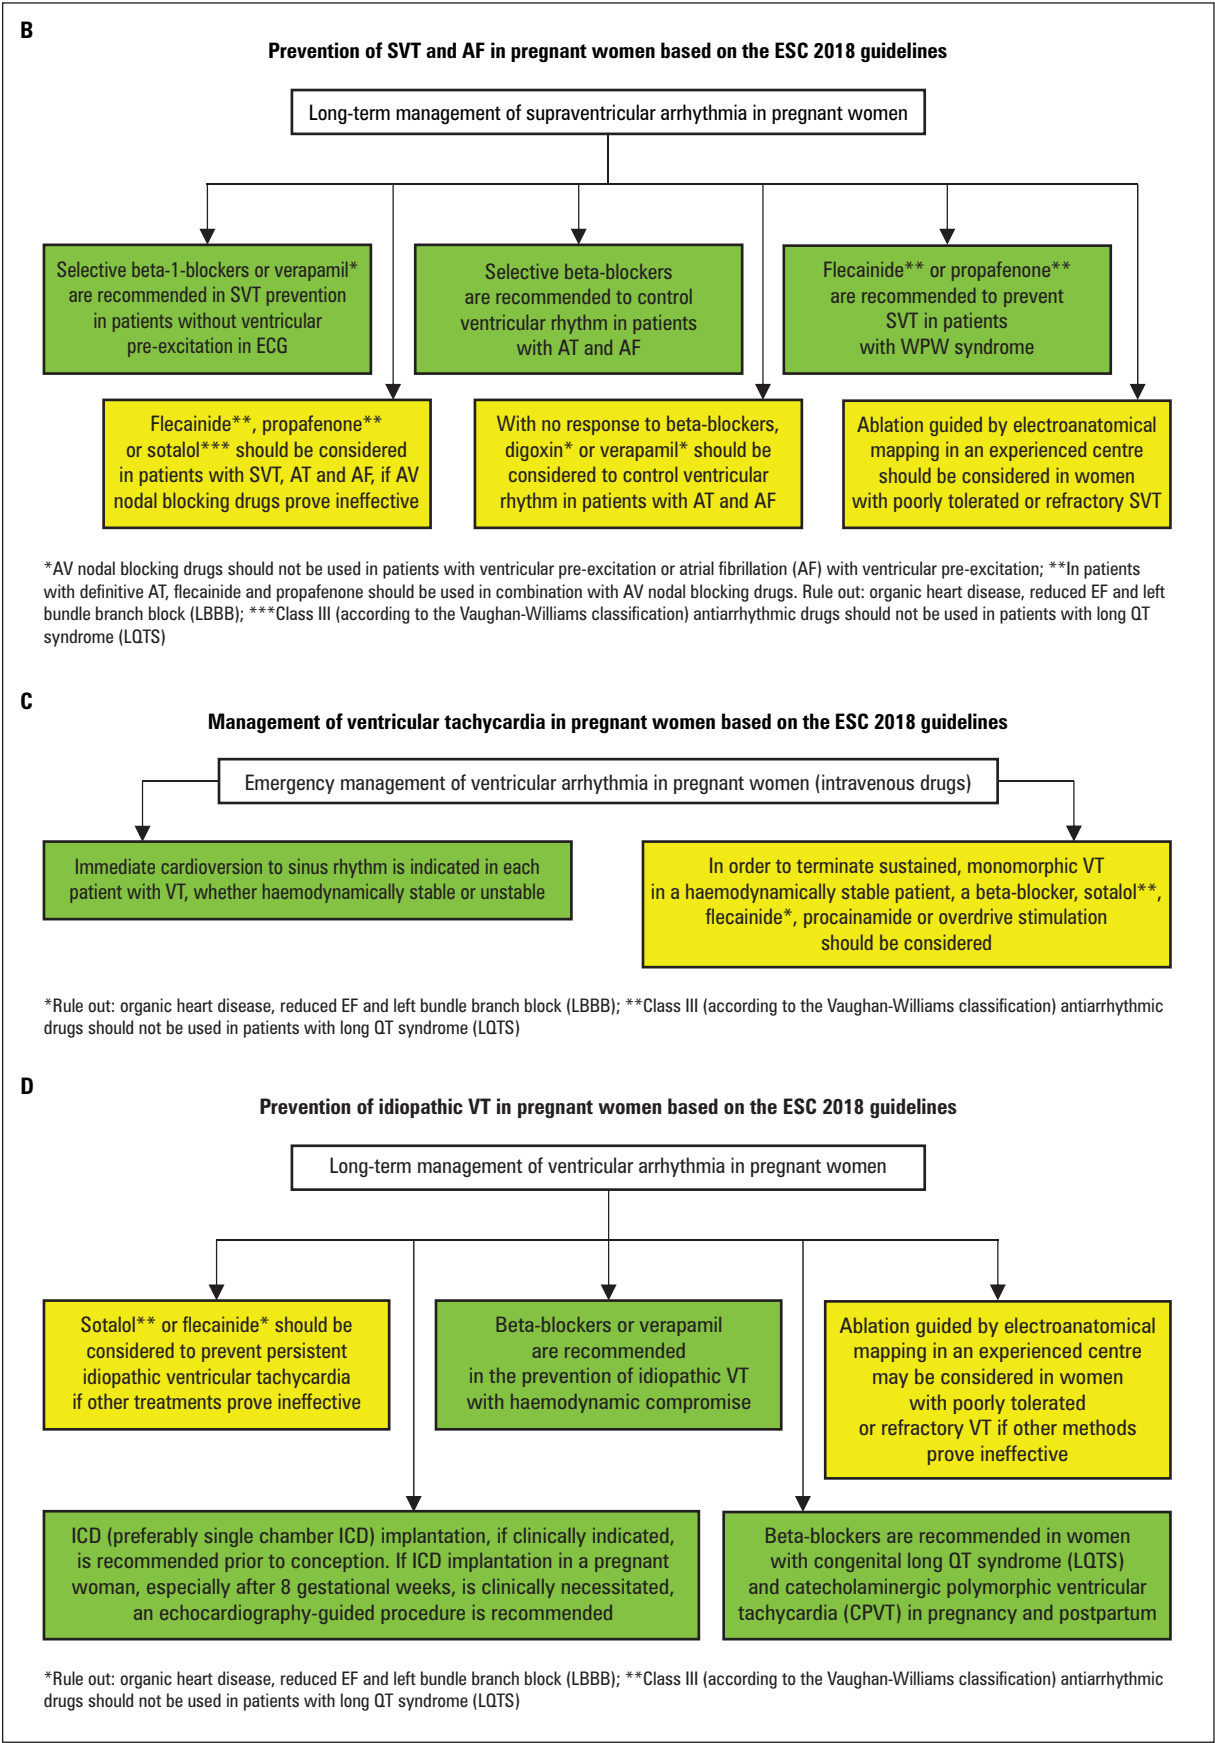 B
Prevention of SVT and AF in pregnant women based on the ESC 2018 guidelines
Long-term management of supraventricular arrhythmia in pregnant women
Selective beta-1-blockers or verapamil*
are recommended in SVT prevention
in patients without ventricular
pre-excitation in ECG
Selective beta-blockers
are recommended to control
ventricular rhythm in patients
with AT and AF
Flecainide** or propafenone**
are recommended to prevent
SVT in patients
with WPW syndrome
Flecainide**, propafenone**
or sotalol*** should be considered
in patients with SVT, AT and AF, if AV
nodal blocking drugs prove ineffective
With no response to beta-blockers,
digoxin* or verapamil* should be
considered to control ventricular
rhythm in patients with AT and AF
Ablation guided by electroanatomical
mapping in an experienced centre
should be considered in women
with poorly tolerated or refractory SVT
*AV nodal blocking drugs should not be used in patients with ventricular pre-excitation or atrial fibrillation (AF) with ventricular pre-excitation; **In patients
with definitive AT, flecainide and propafenone should be used in combination with AV nodal blocking drugs. Rule out: organic heart disease, reduced EF and left
bundle branch block (LBBB); ***Class III (according to the Vaughan-Williams classification) antiarrhythmic drugs should not be used in patients with long QT
syndrome (LQTS)
C
Management of ventricular tachycardia in pregnant women based on the ESC 2018 guidelines
Emergency management of ventricular arrhythmia in pregnant women (intravenous drugs)
Immediate cardioversion to sinus rhythm is indicated in each
patient with VT, whether haemodynamically stable or unstable
In order to terminate sustained, monomorphic VT
in a haemodynamically stable patient, a beta-blocker, sotalol**,
flecainide*, procainamide or overdrive stimulation
should be considered
*Rule out: organic heart disease, reduced EF and left bundle branch block (LBBB); **Class III (according to the Vaughan-Williams classification) antiarrhythmic
drugs should not be used in patients with long QT syndrome (LQTS)
D
Prevention of idiopathic VT in pregnant women based on the ESC 2018 guidelines
Long-term management of ventricular arrhythmia in pregnant women
Sotalol** or flecainide* should be
considered to prevent persistent
idiopathic ventricular tachycardia
if other treatments prove ineffective
Beta-blockers or verapamil
are recommended
in the prevention of idiopathic VT
with haemodynamic compromise
Ablation guided by electroanatomical
mapping in an experienced centre
may be considered in women
with poorly tolerated
or refractory VT if other methods
prove ineffective
ICD (preferably single chamber ICD) implantation, if clinically indicated,
is recommended prior to conception. If ICD implantation in a pregnant
woman, especially after 8 gestational weeks, is clinically necessitated,
an echocardiography-guided procedure is recommended
Beta-blockers are recommended in women
with congenital long QT syndrome (LQTS)
and catecholaminergic polymorphic ventricular
tachycardia (CPVT) in pregnancy and postpartum
*Rule out: organic heart disease, reduced EF and left bundle branch block (LBBB); **Class III (according to the Vaughan-Williams classification) antiarrhythmic
drugs should not be used in patients with long QT syndrome (LQTS)